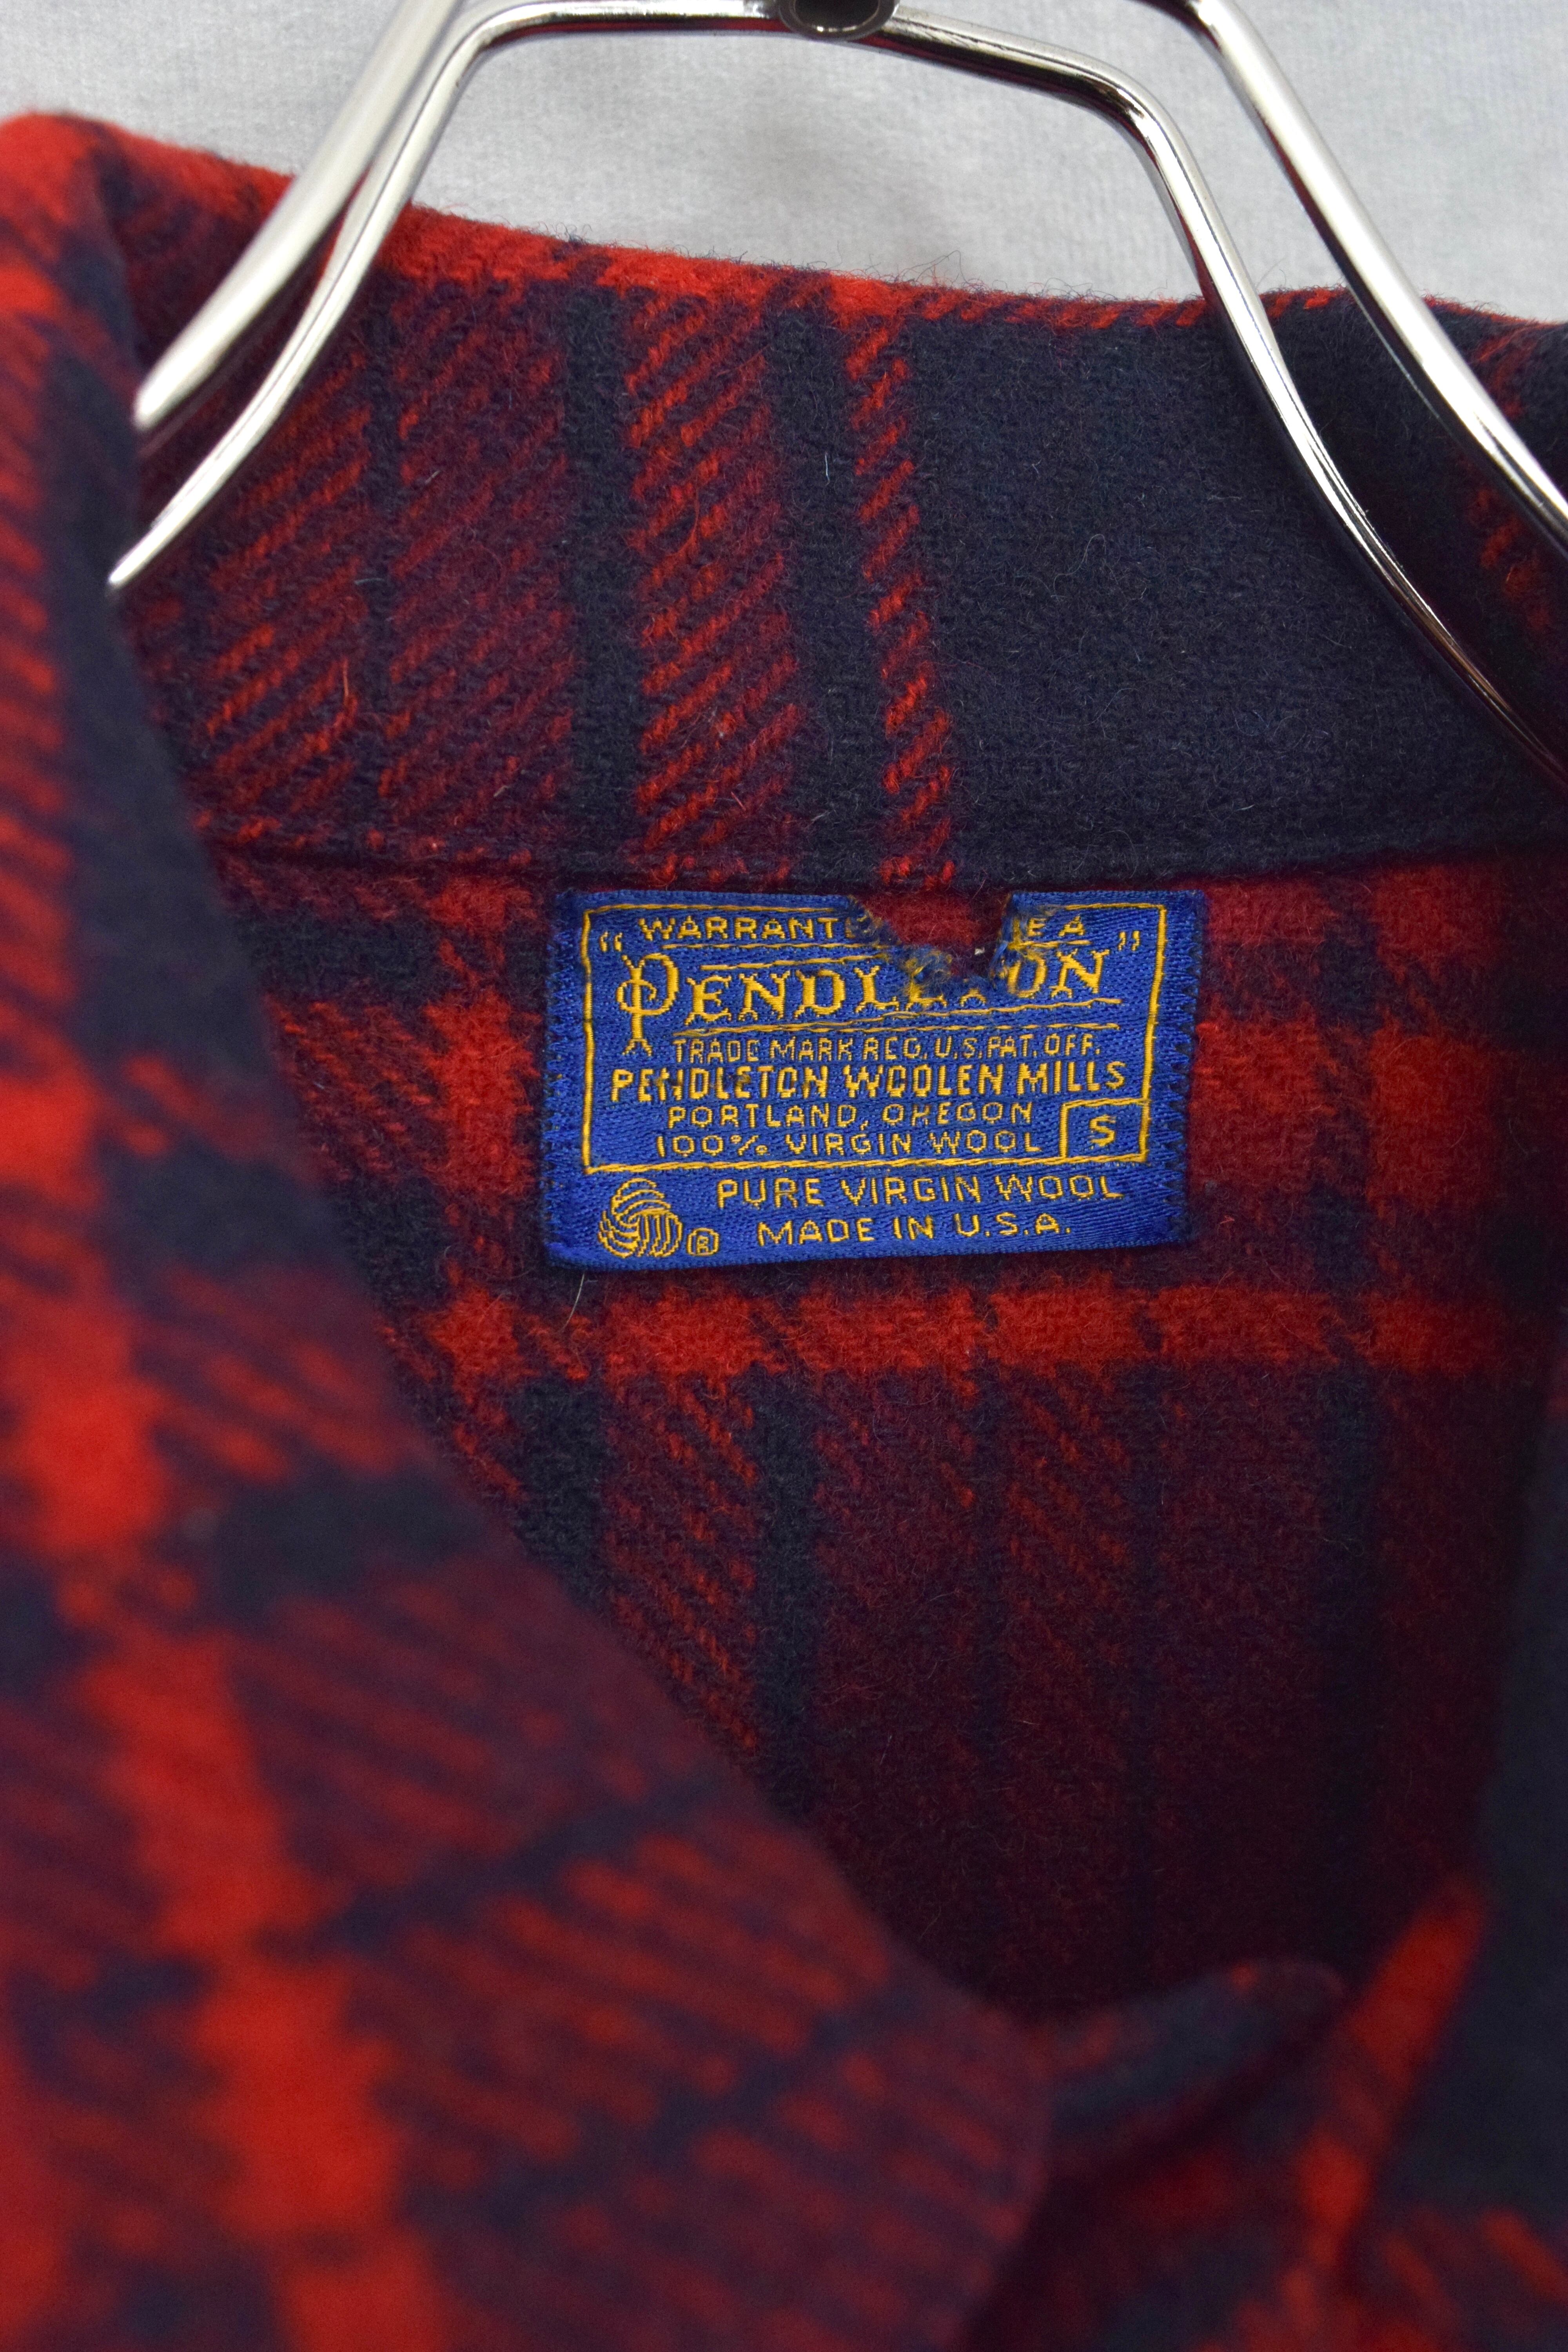 WARRANT E A
"PENDLETON"
TRADE MARK REG. U.S. PAT. OFF.
PENDLETON WOOLEN MILLS
PORTLAND, OREGON
100% VIRGIN WOOL S
PURE VIRGIN WOOL
® MADE IN U.S.A.